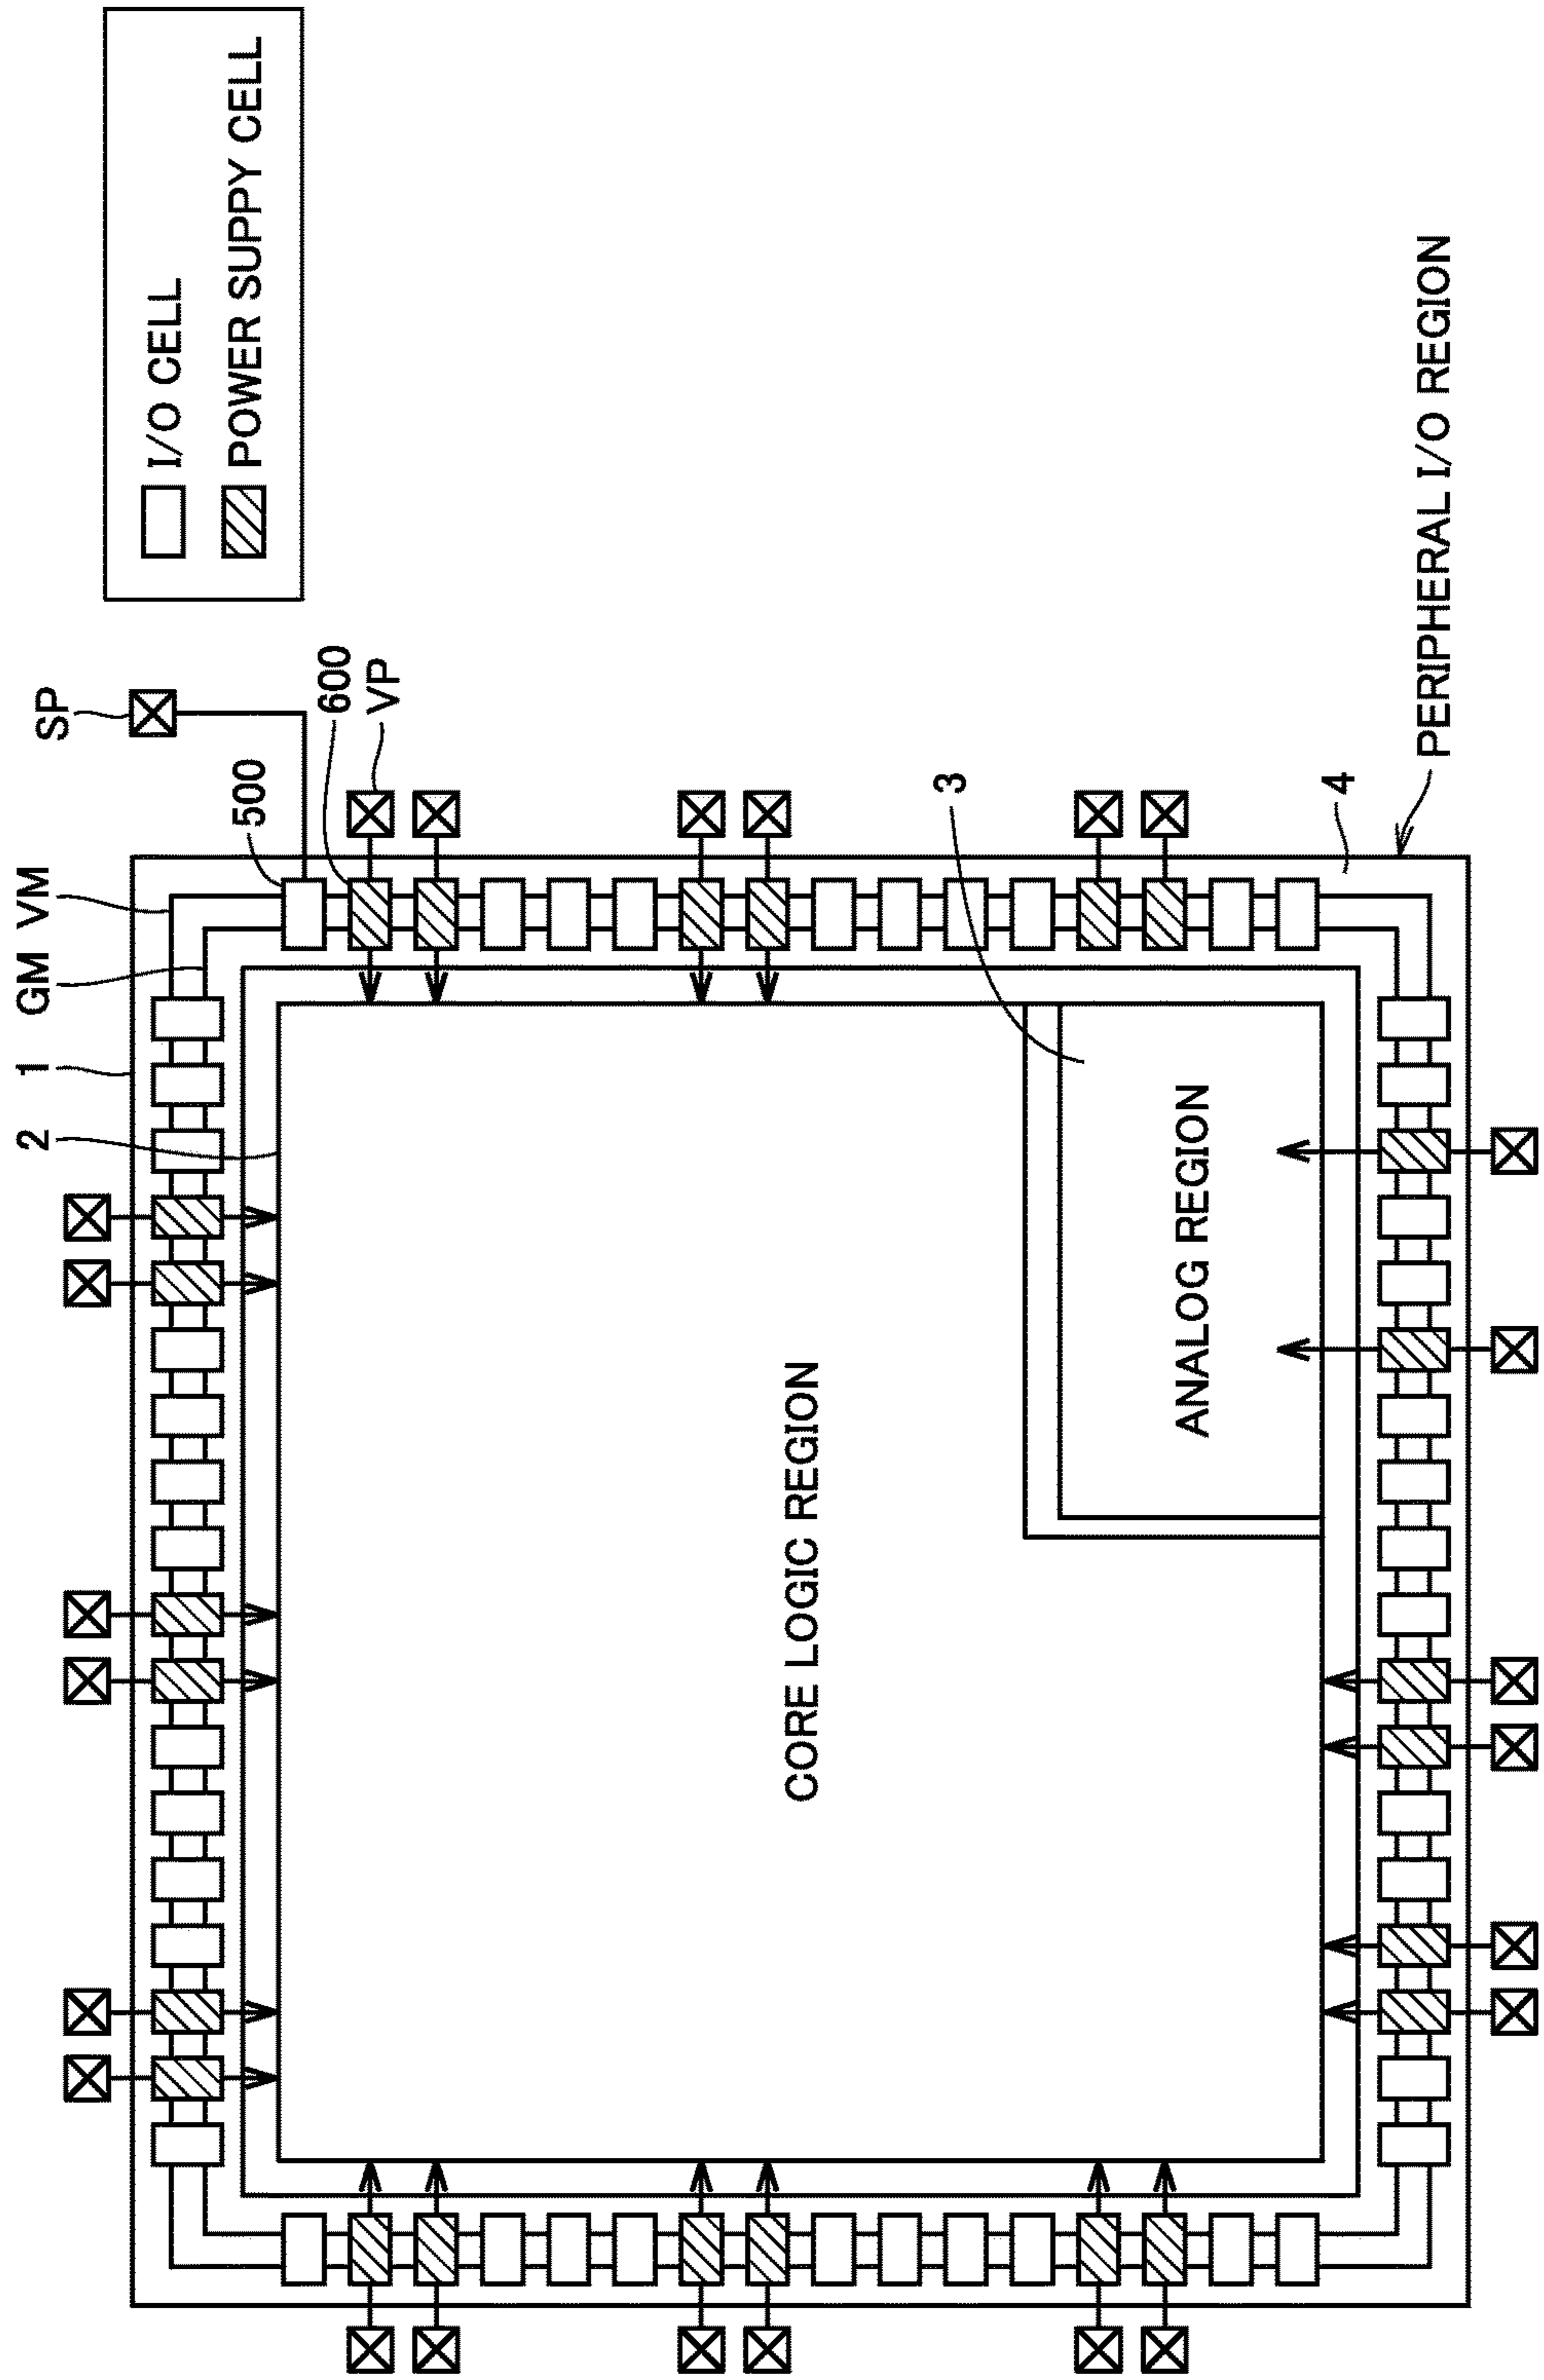 I/O CELL
POWER SUPPY CELL
SP
600
VP
500
GM VM
1
2
3
4
CORE LOGIC REGION
ANALOG REGION
PERIPHERAL I/O REGION